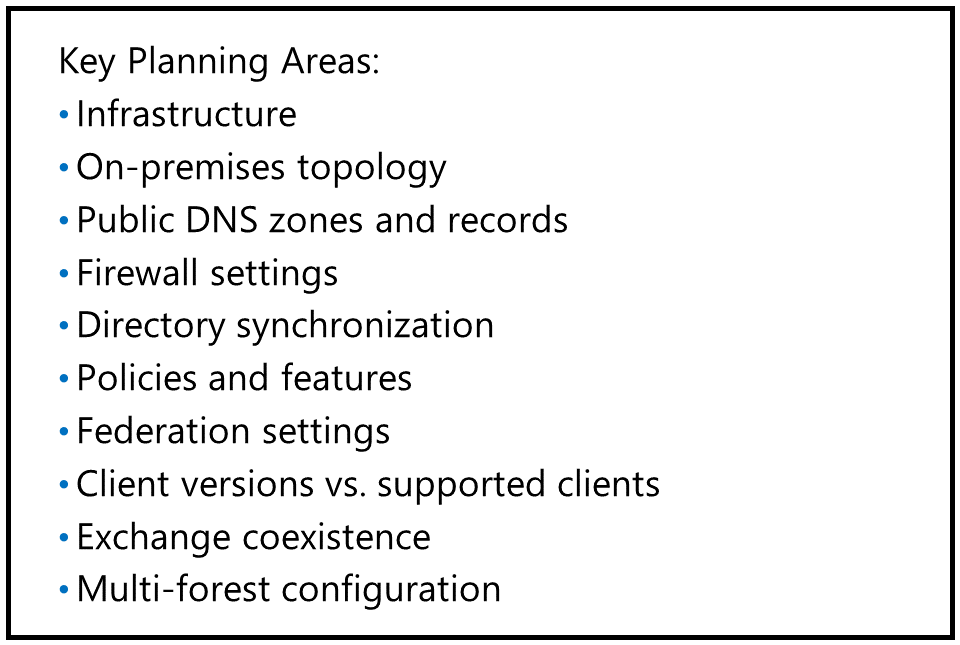 Key Planning Areas:
• Infrastructure
• On-premises topology
• Public DNS zones and records
• Firewall settings
• Directory synchronization
• Policies and features
• Federation settings
• Client versions vs. supported clients
• Exchange coexistence
• Multi-forest configuration